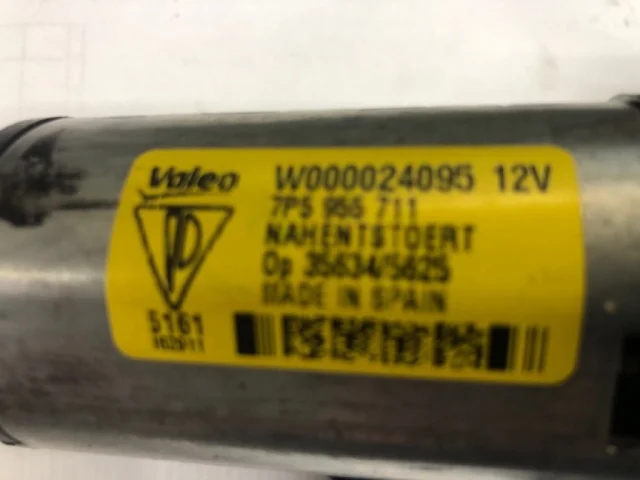 Valeo W000024095 12V
7P5 955 711
NAHENTSTOERT
Op 35634/5625
MADE IN SPAIN
5161